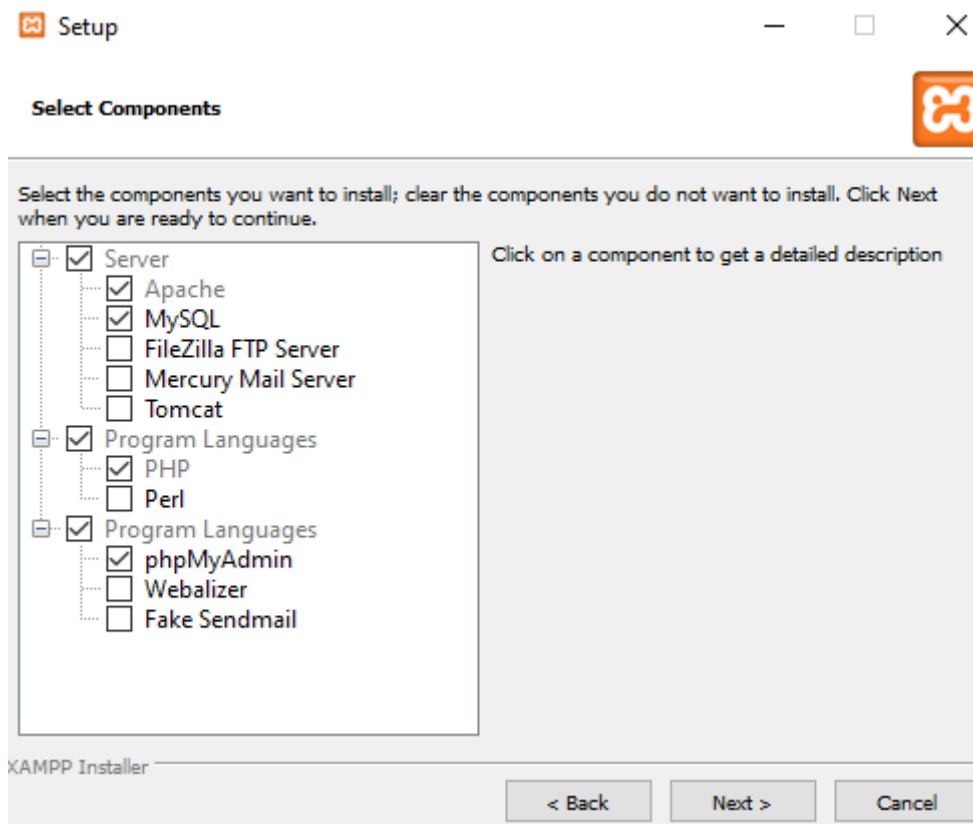 Setup
Select Components
Select the components you want to install; clear the components you do not want to install. Click Next
when you are ready to continue.
Server
Apache
MySQL
FileZilla FTP Server
Mercury Mail Server
Tomcat
Program Languages
PHP
Perl
Program Languages
phpMyAdmin
Webalizer
Fake Sendmail
Click on a component to get a detailed description
XAMPP Installer
< Back
Next >
Cancel